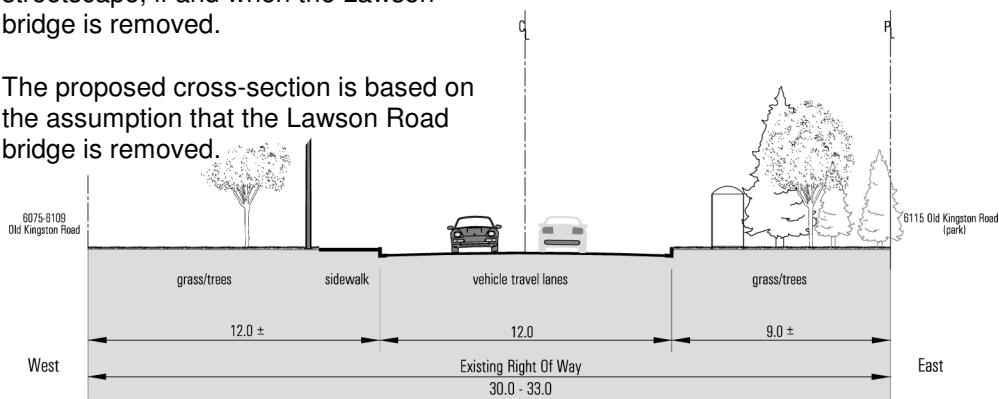 streetscape, if and when the Lawson
bridge is removed.
The proposed cross-section is based on
the assumption that the Lawson Road
bridge is removed.
CL
PL
6075-6109
Old Kingston Road
6115 Old Kingston Road
(park)
grass/trees
sidewalk
vehicle travel lanes
grass/trees
12.0 ±
12.0
9.0 ±
West
Existing Right Of Way
East
30.0 - 33.0